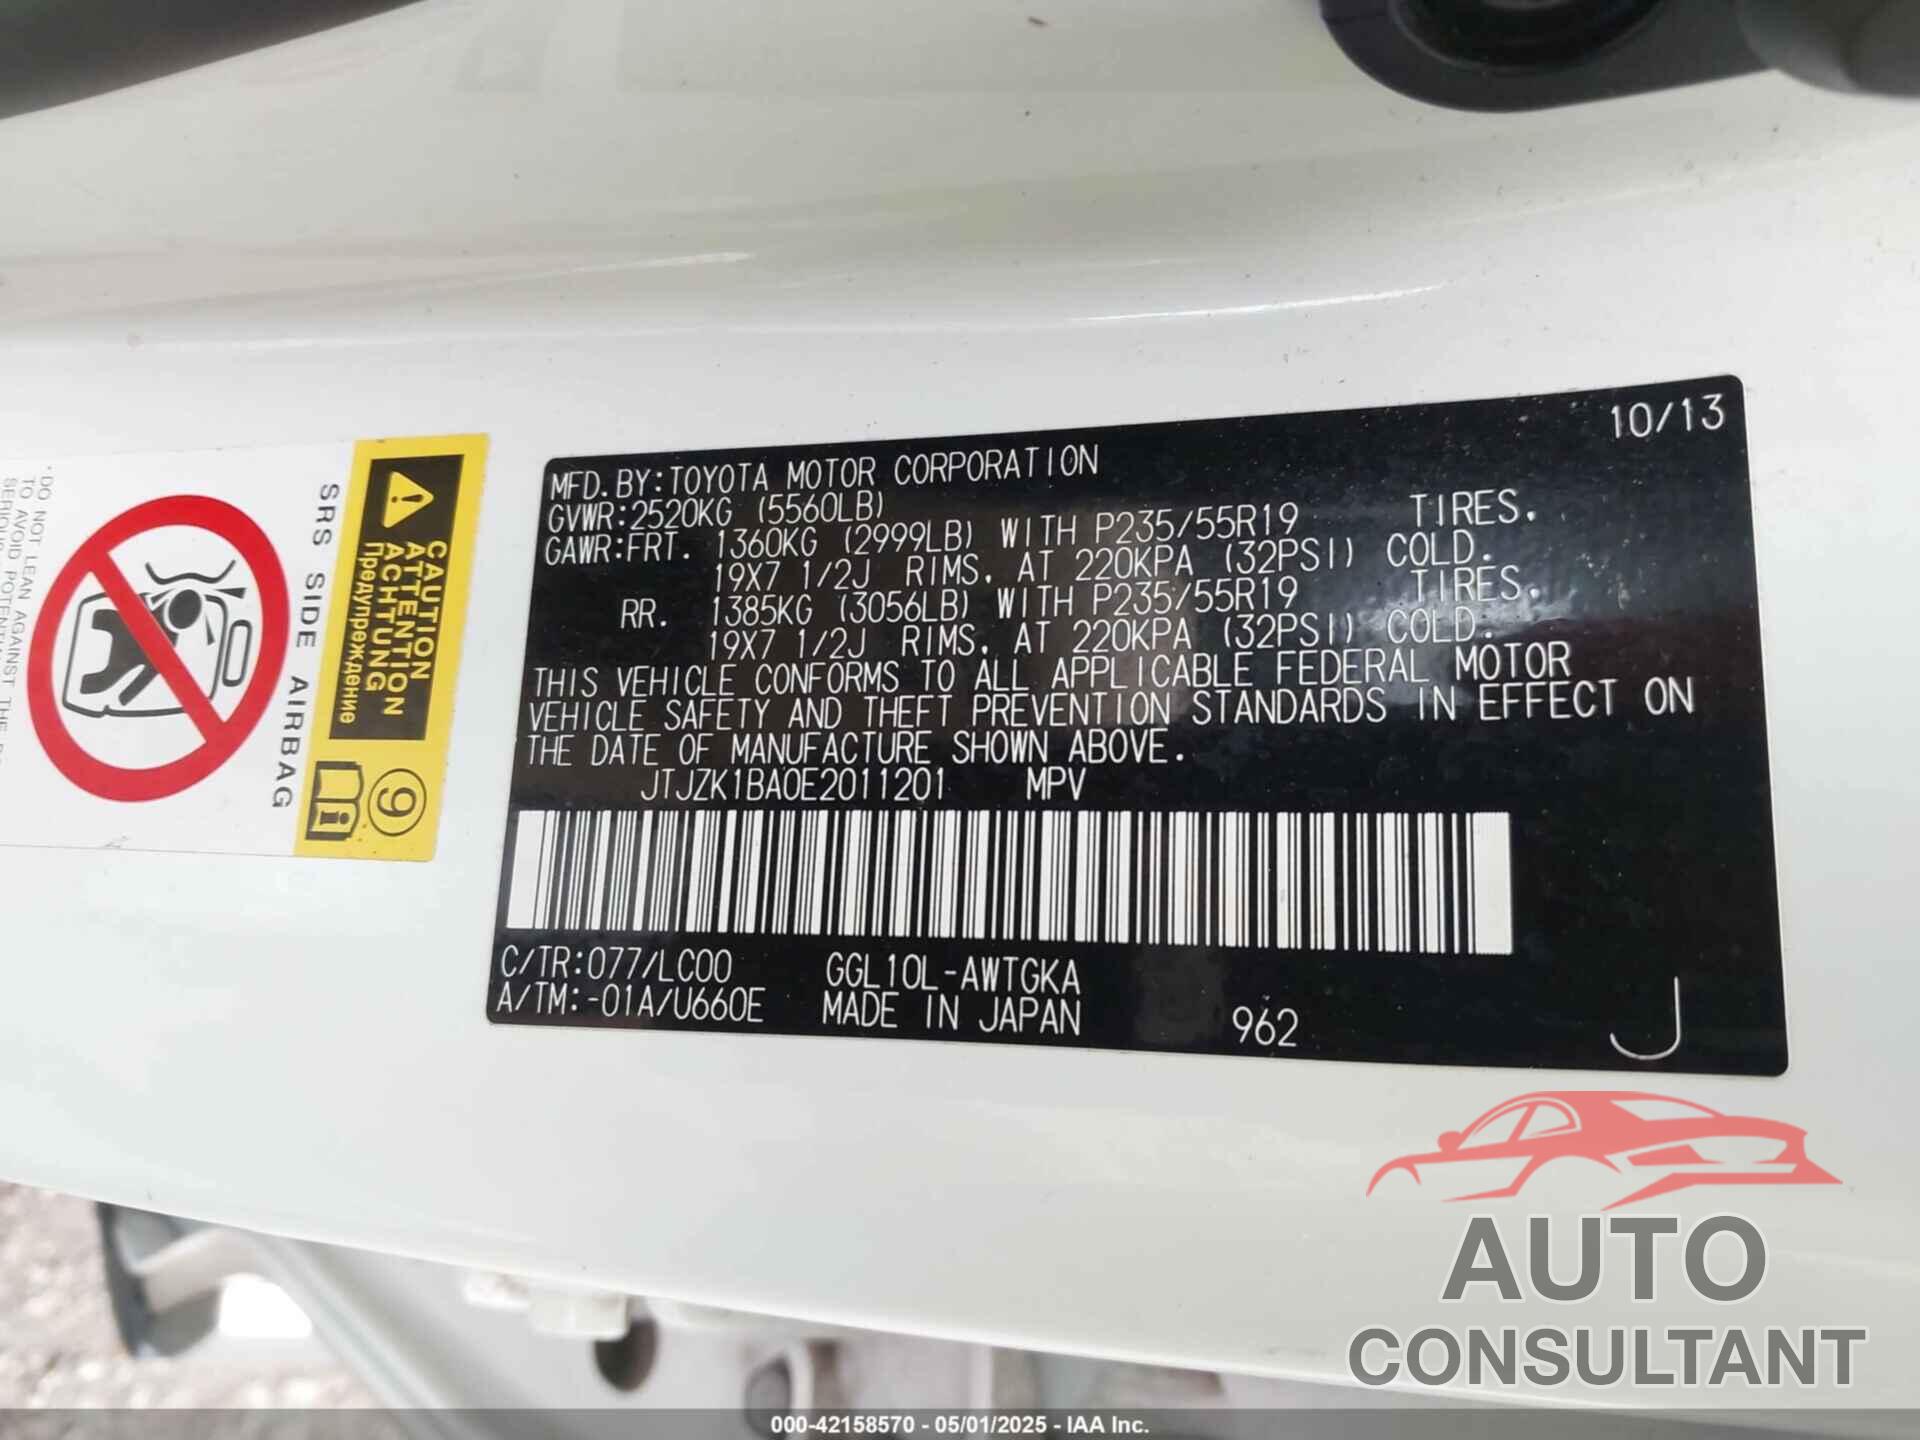 10/13
MFD.BY:TOYOTA MOTOR CORPORATION
GVWR:2520KG (5560LB)
GAWR:FRT. 1360KG (2999LB) WITH P235/55R19 TIRES.
19X7 1/2J RIMS, AT 220KPA (32PSI) COLD.
RR. 1385KG (3056LB) WITH P235/55R19 TIRES.
19X7 1/2J RIMS, AT 220KPA (32PSI) COLD.
THIS VEHICLE CONFORMS TO ALL APPLICABLE FEDERAL MOTOR
VEHICLE SAFETY AND THEFT PREVENTION STANDARDS IN EFFECT ON
THE DATE OF MANUFACTURE SHOWN ABOVE.
JTJZK1BA0E2011201 MPV
C/TR:077/LC00 GGL10L-AWTGKA
A/TM:-01A/U660E MADE IN JAPAN 962 J
CAUTION
ATTENTION
ACHTUNG
Предупреждение
SRS SIDE AIRBAG
*DO NOT LEAN AGAINST THE
TO AVOID POTENT
SERIOUS
AUTO
CONSULTANT
000-42158570 - 05/01/2025 - IAA Inc.